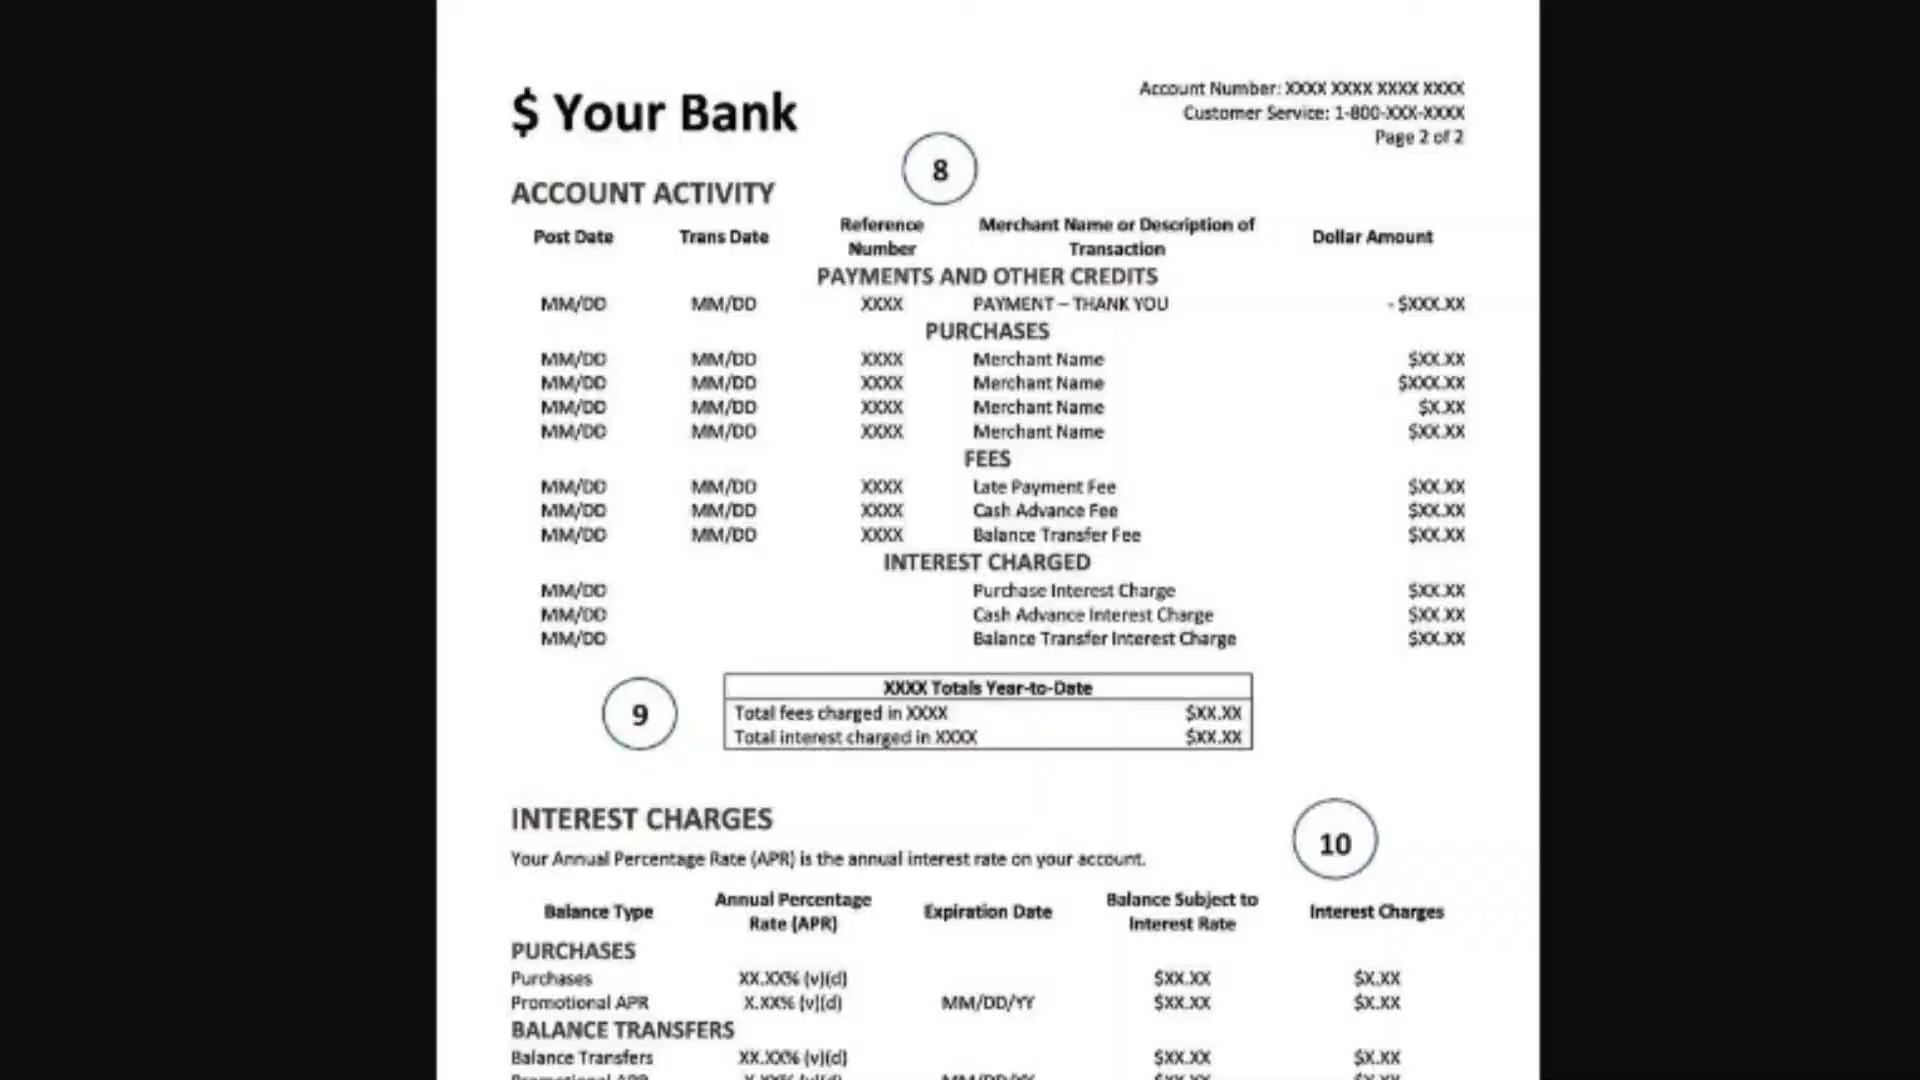 $ Your Bank
Account Number: XXXX XXXX XXXX XXXX
Customer Service: 1-800-XXX-XXXX
Page 2 of 2
8
ACCOUNT ACTIVITY
Post Date Trans Date Reference Number Merchant Name or Description of Transaction Dollar Amount
PAYMENTS AND OTHER CREDITS
MM/DD MM/DD XXXX PAYMENT – THANK YOU - $XXX.XX
PURCHASES
MM/DD MM/DD XXXX Merchant Name $XX.XX
MM/DD MM/DD XXXX Merchant Name $XXX.XX
MM/DD MM/DD XXXX Merchant Name $X.XX
MM/DD MM/DD XXXX Merchant Name $XX.XX
FEES
MM/DD MM/DD XXXX Late Payment Fee $XX.XX
MM/DD MM/DD XXXX Cash Advance Fee $XX.XX
MM/DD MM/DD XXXX Balance Transfer Fee $XX.XX
INTEREST CHARGED
MM/DD Purchase Interest Charge $XX.XX
MM/DD Cash Advance Interest Charge $XX.XX
MM/DD Balance Transfer Interest Charge $XX.XX
9
XXXX Totals Year-to-Date
Total fees charged in XXXX $XX.XX
Total interest charged in XXXX $XX.XX
INTEREST CHARGES
10
Your Annual Percentage Rate (APR) is the annual interest rate on your account.
Balance Type Annual Percentage Rate (APR) Expiration Date Balance Subject to Interest Rate Interest Charges
PURCHASES
Purchases XX.XX% (v)(d) $XX.XX $X.XX
Promotional APR X.XX% (v)(d) MM/DD/YY $XX.XX $X.XX
BALANCE TRANSFERS
Balance Transfers XX.XX% (v)(d) $XX.XX $X.XX